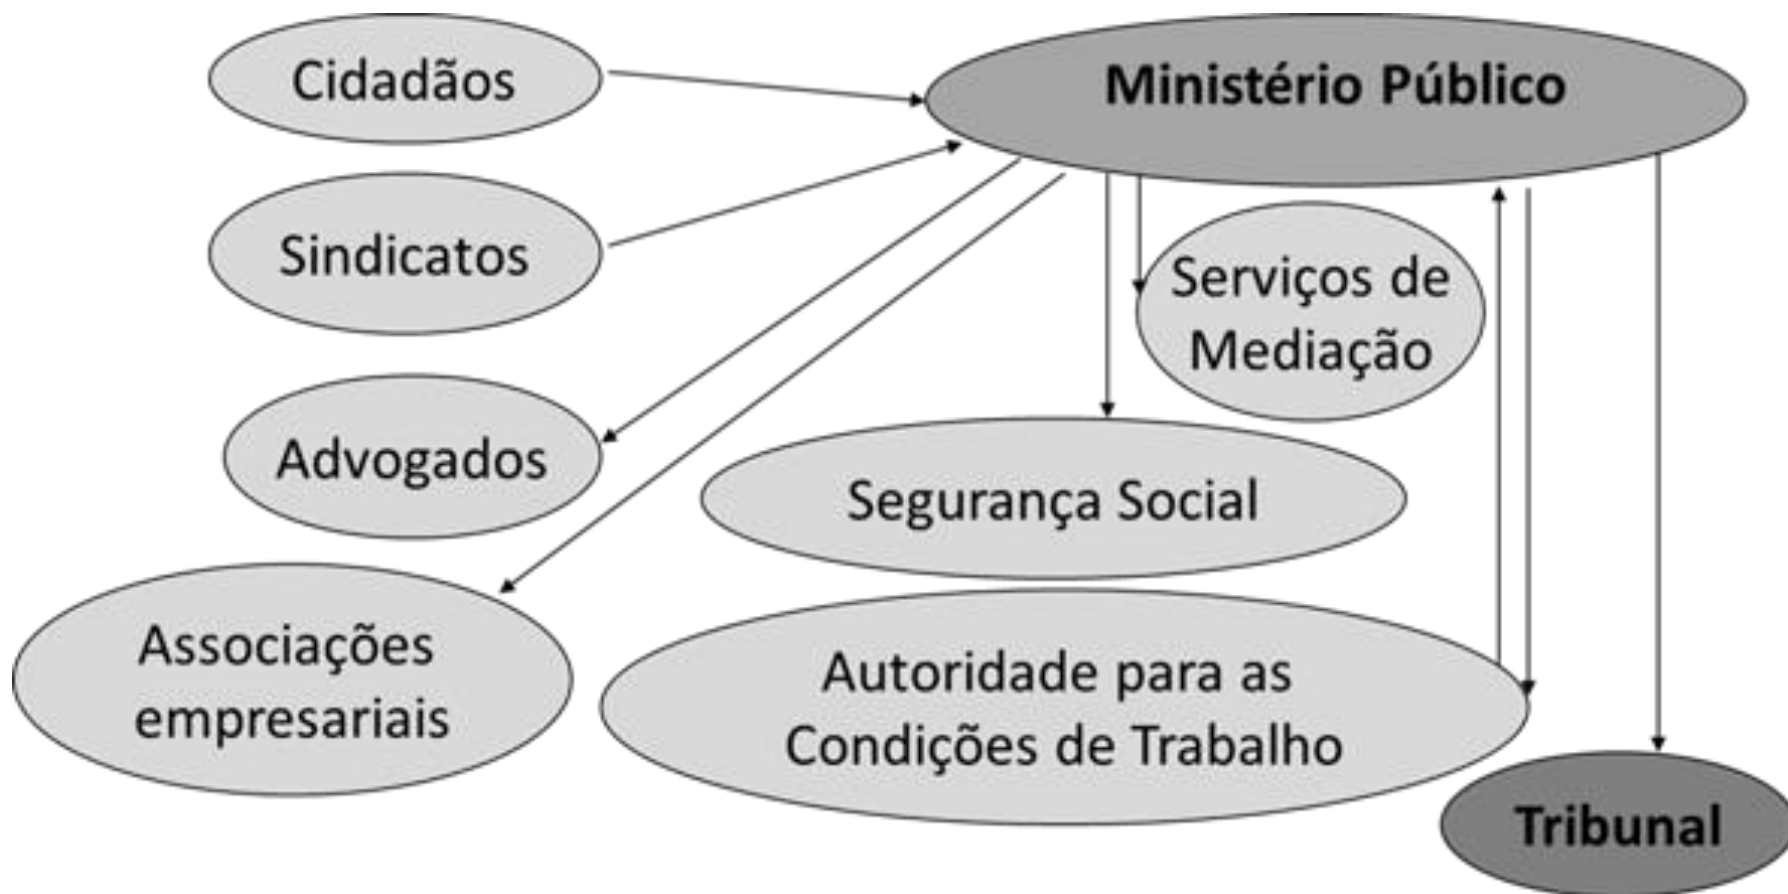 Cidadãos
Ministério Público
Sindicatos
Serviços de
Mediação
Advogados
Segurança Social
Associações
empresariais
Autoridade para as
Condições de Trabalho
Tribunal